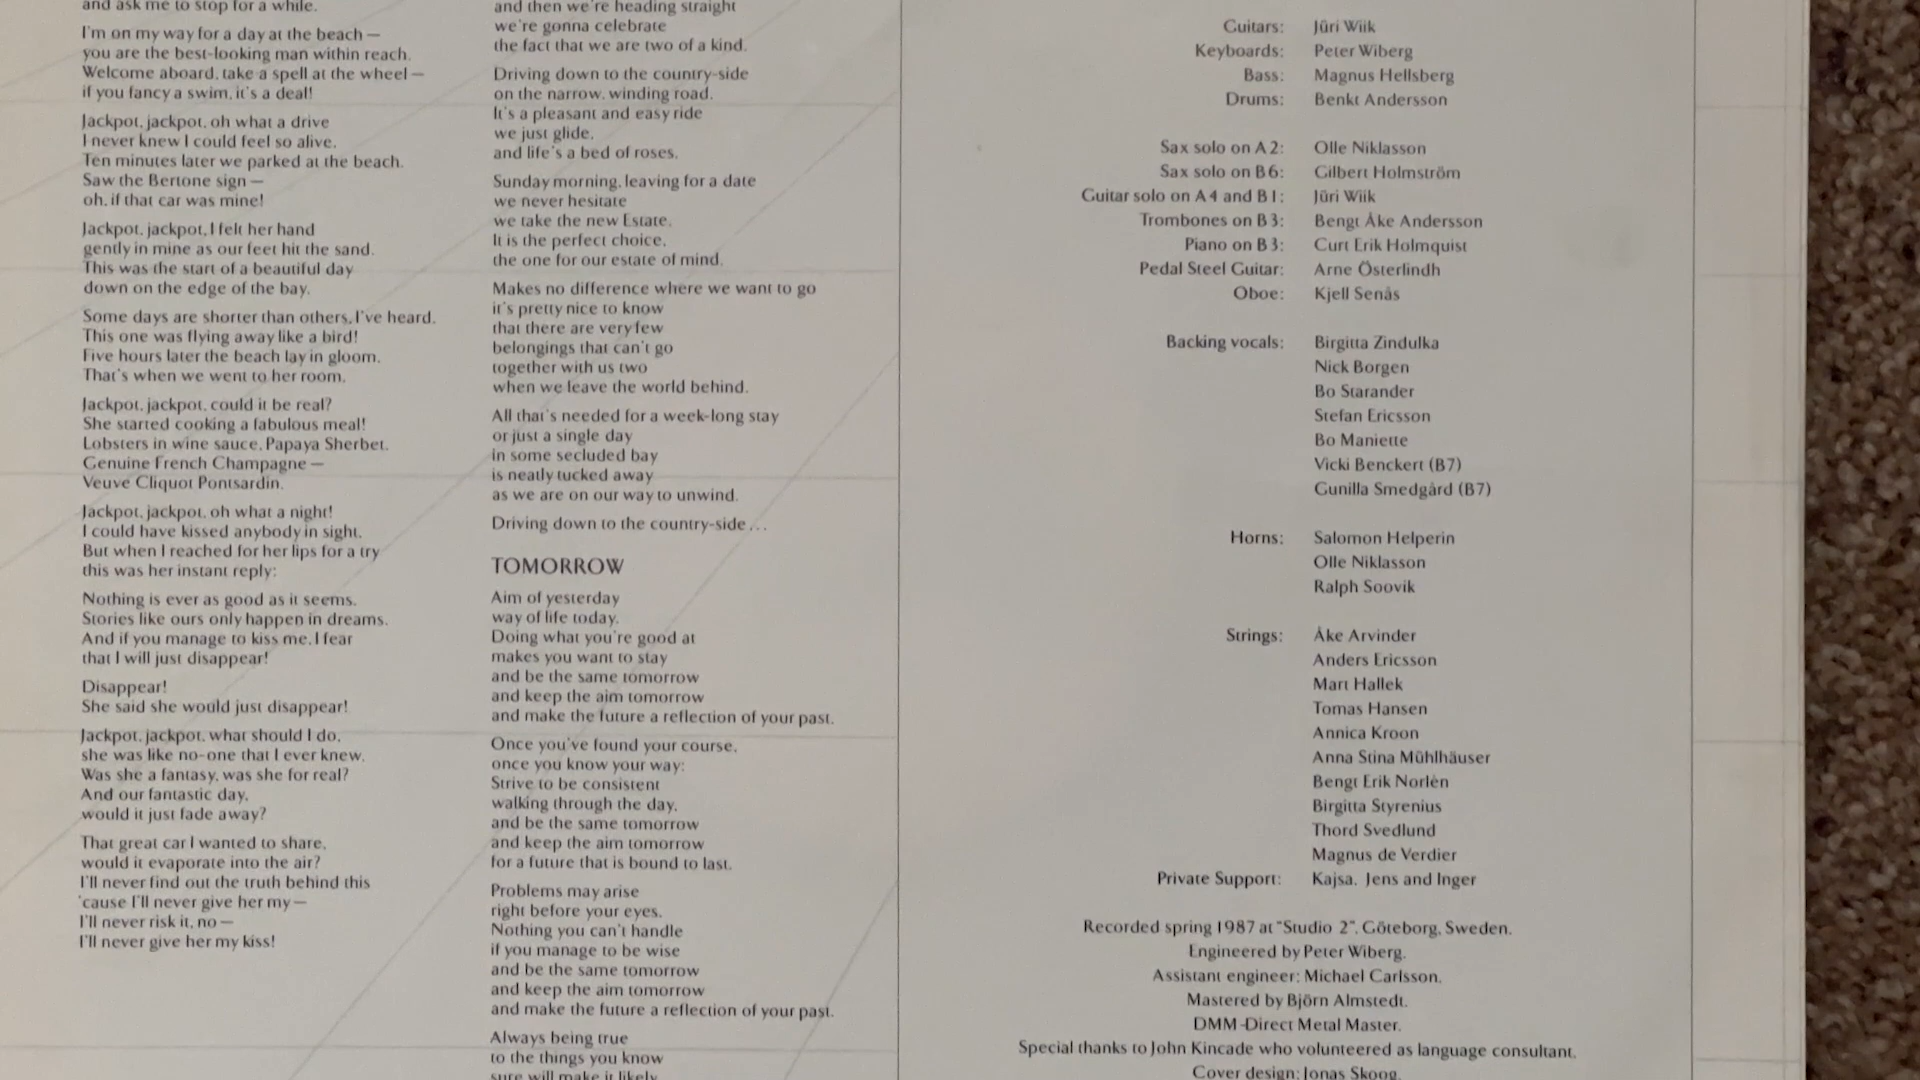 and ask me to stop for a while.
I'm on my way for a day at the beach —
you are the best-looking man within reach.
Welcome aboard, take a spell at the wheel —
if you fancy a swim, it's a deal!
Jackpot, jackpot, oh what a drive
I never knew I could feel so alive.
Ten minutes later we parked at the beach.
Saw the Bertone sign —
oh, if that car was mine!
Jackpot, jackpot, I felt her hand
gently in mine as our feet hit the sand.
This was the start of a beautiful day
down on the edge of the bay.
Some days are shorter than others, I've heard.
This one was flying away like a bird!
Five hours later the beach lay in gloom.
That's when we went to her room.
Jackpot, jackpot, could it be real?
She started cooking a fabulous meal!
Lobsters in wine sauce, Papaya Sherbet.
Genuine French Champagne —
Veuve Cliquot Pontsardin.
Jackpot, jackpot, oh what a night!
I could have kissed anybody in sight.
But when I reached for her lips for a try
this was her instant reply:
Nothing is ever as good as it seems.
Stories like ours only happen in dreams.
And if you manage to kiss me, I fear
that I will just disappear!
Disappear!
She said she would just disappear!
Jackpot, jackpot, what should I do,
she was like no-one that I ever knew.
Was she a fantasy, was she for real?
And our fantastic day,
would it just fade away?
That great car I wanted to share,
would it evaporate into the air?
I'll never find out the truth behind this
'cause I'll never give her my —
I'll never risk it, no —
I'll never give her my kiss!
and then we're heading straight
we're gonna celebrate
the fact that we are two of a kind.
Driving down to the country-side
on the narrow, winding road.
It's a pleasant and easy ride
we just glide,
and life's a bed of roses.
Sunday morning, leaving for a date
we never hesitate
we take the new Estate.
It is the perfect choice,
the one for our estate of mind.
Makes no difference where we want to go
it's pretty nice to know
that there are very few
belongings that can't go
together with us two
when we leave the world behind.
All that's needed for a week-long stay
or just a single day
in some secluded bay
is neatly tucked away
as we are on our way to unwind.
Driving down to the country-side ...
TOMORROW
Aim of yesterday
way of life today.
Doing what you're good at
makes you want to stay
and be the same tomorrow
and keep the aim tomorrow
and make the future a reflection of your past.
Once you've found your course,
once you know your way:
Strive to be consistent
walking through the day,
and be the same tomorrow
and keep the aim tomorrow
for a future that is bound to last.
Problems may arise
right before your eyes.
Nothing you can't handle
if you manage to be wise
and be the same tomorrow
and keep the aim tomorrow
and make the future a reflection of your past.
Always being true
to the things you know
sure will make it likely
Guitars: Jüri Wiik
Keyboards: Peter Wiberg
Bass: Magnus Hellsberg
Drums: Benkt Andersson
Sax solo on A2: Olle Niklasson
Sax solo on B6: Gilbert Holmström
Guitar solo on A4 and B1: Jüri Wiik
Trombones on B3: Bengt Åke Andersson
Piano on B3: Curt Erik Holmquist
Pedal Steel Guitar: Arne Österlindh
Oboe: Kjell Senås
Backing vocals: Birgitta Zindulka
Nick Borgen
Bo Starander
Stefan Ericsson
Bo Maniette
Vicki Benckert (B7)
Gunilla Smedgård (B7)
Horns: Salomon Helperin
Olle Niklasson
Ralph Soovik
Strings: Åke Arvinder
Anders Ericsson
Mart Hallek
Tomas Hansen
Annica Kroon
Anna Stina Mühlhäuser
Bengt Erik Norlèn
Birgitta Styrenius
Thord Svedlund
Magnus de Verdier
Private Support: Kajsa, Jens and Inger
Recorded spring 1987 at "Studio 2", Göteborg, Sweden.
Engineered by Peter Wiberg.
Assistant engineer: Michael Carlsson.
Mastered by Björn Almstedt.
DMM-Direct Metal Master.
Special thanks to John Kincade who volunteered as language consultant.
Cover design: Jonas Skoog.